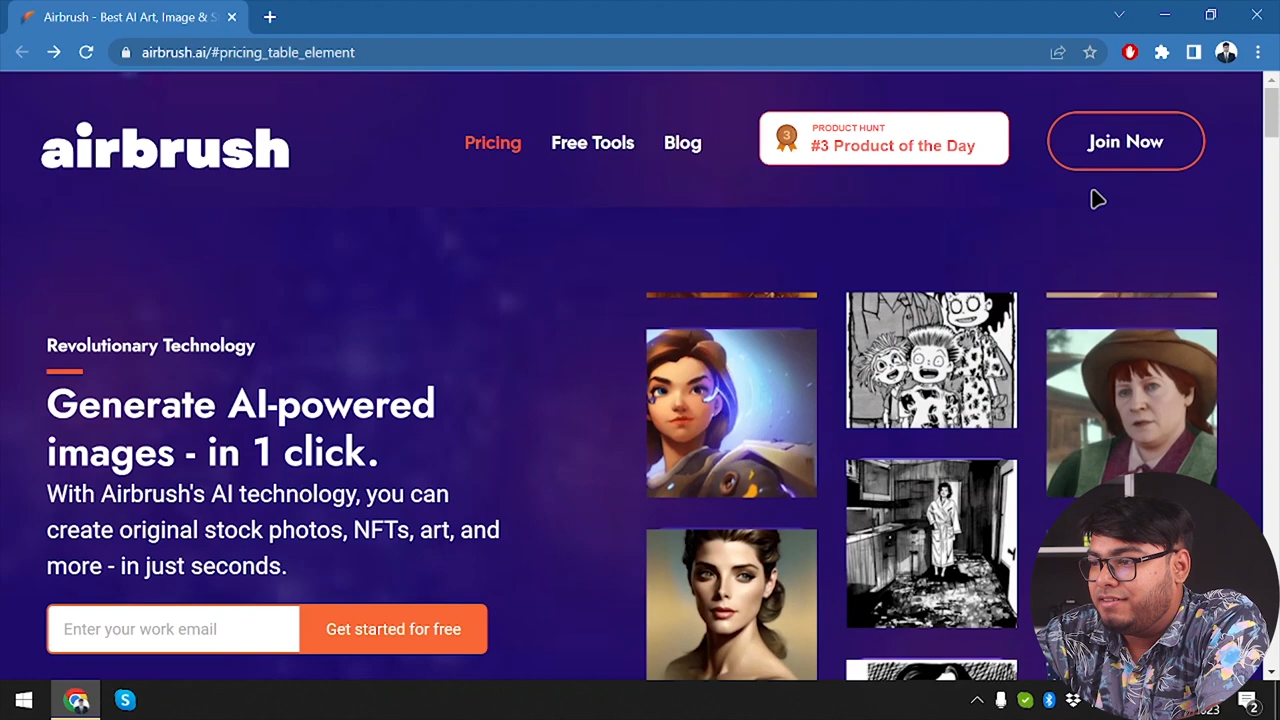 Airbrush - Best AI Art, Image &
airbrush.ai/#pricing_table_element
airbrush
Pricing
Free Tools
Blog
3
PRODUCT HUNT
#3 Product of the Day
Join Now
Revolutionary Technology
Generate AI-powered
images - in 1 click.
With Airbrush's AI technology, you can
create original stock photos, NFTs, art, and
more - in just seconds.
Enter your work email
Get started for free
S
2